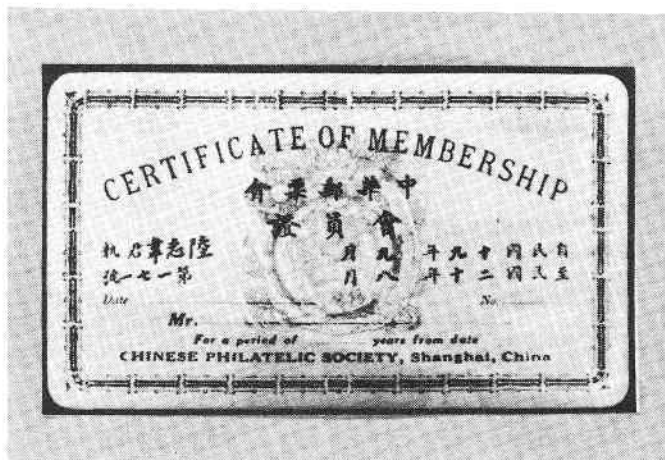 CERTIFICATE OF MEMBERSHIP
中華郵票會
會員證
自民國十九年九月 陸志韋君執
至民國二十年八月 第一七一號
Date No.
Mr.
For a period of years from date
CHINESE PHILATELIC SOCIETY, Shanghai, China